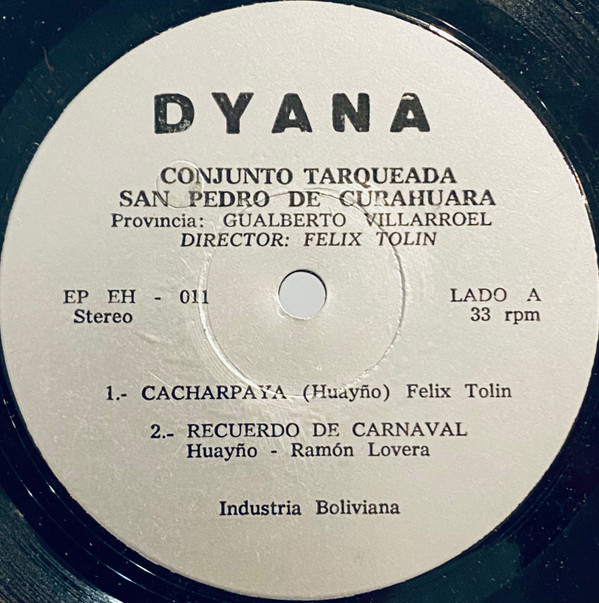 DYANA
CONJUNTO TARQUEADA
SAN PEDRO DE CURAHUARA
Provincia: GUALBERTO VILLARROEL
DIRECTOR: FELIX TOLIN
EP EH - 011 LADO A
Stereo 33 rpm
1.- CACHARPAYA (Huayño) Felix Tolin
2.- RECUERDO DE CARNAVAL
Huayño - Ramón Lovera
Industria Boliviana